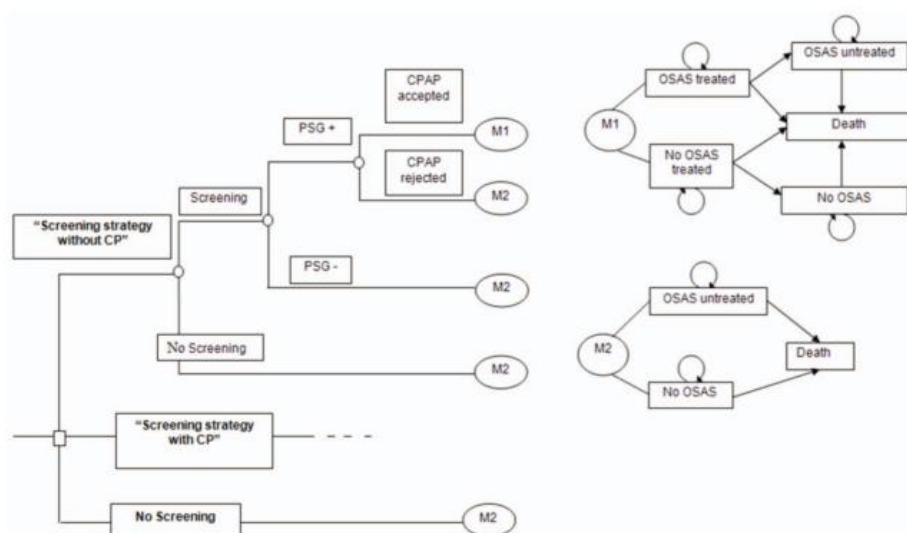 CPAP
accepted
PSG +
M1
CPAP
rejected
Screening
M2
"Screening strategy
without CP"
PSG -
M2
No Screening
M2
"Screening strategy
with CP"
No Screening
M2
OSAS untreated
OSAS treated
M1
Death
No OSAS
treated
No OSAS
OSAS untreated
M2
Death
No OSAS